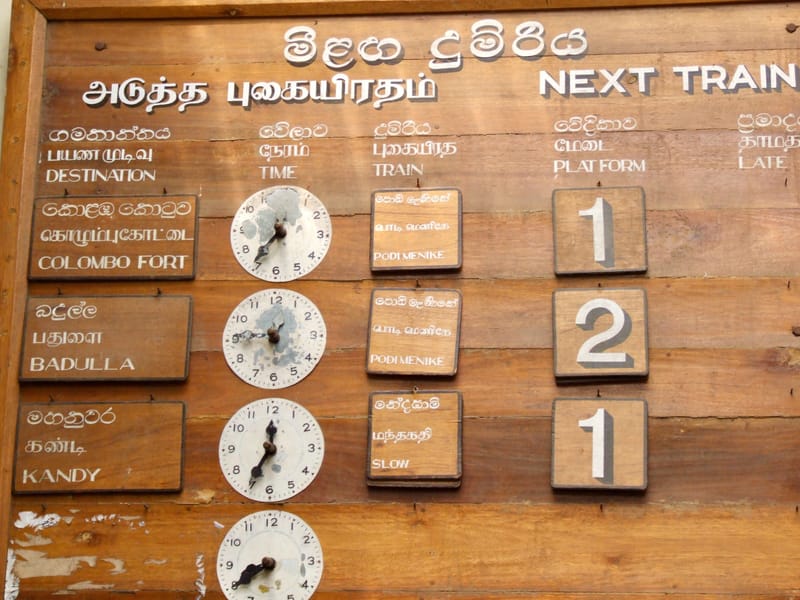 මීළඟ දුම්රිය
அடுத்த புகையிரதம் NEXT TRAIN
ගමනාන්තය වේලාව දුම්රිය වේදිකාව
பயண முடிவு நேரம் புகையிரத மேடை
DESTINATION TIME TRAIN PLATFORM LATE
කොළඹ කොටුව පොඩි මැණිකේ
கொழும்புகோட்டை பொடி மெனிகே 1
COLOMBO FORT PODI MENIKE
බදුල්ල පොඩි මැණිකේ
பதுளை பொடி மெனிகே 2
BADULLA PODI MENIKE
මහනුවර මන්දගාමි
கண்டி மந்தகதி 1
KANDY SLOW